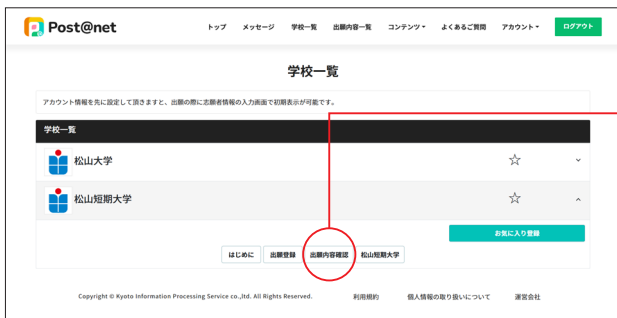 Post@net
トップ メッセージ 学校一覧 出願内容一覧 コンテンツ よくあるご質問 アカウント ログアウト
学校一覧
アカウント情報を先に設定して頂きますと、出願の際に志願者情報の入力画面で初期表示が可能です。
学校一覧
松山大学
松山短期大学
お気に入り登録
はじめに 出願登録 出願内容確認 松山短期大学
Copyright © Kyoto Information Processing Service co.,ltd. All Rights Reserved. 利用規約 個人情報の取り扱いについて 運営会社